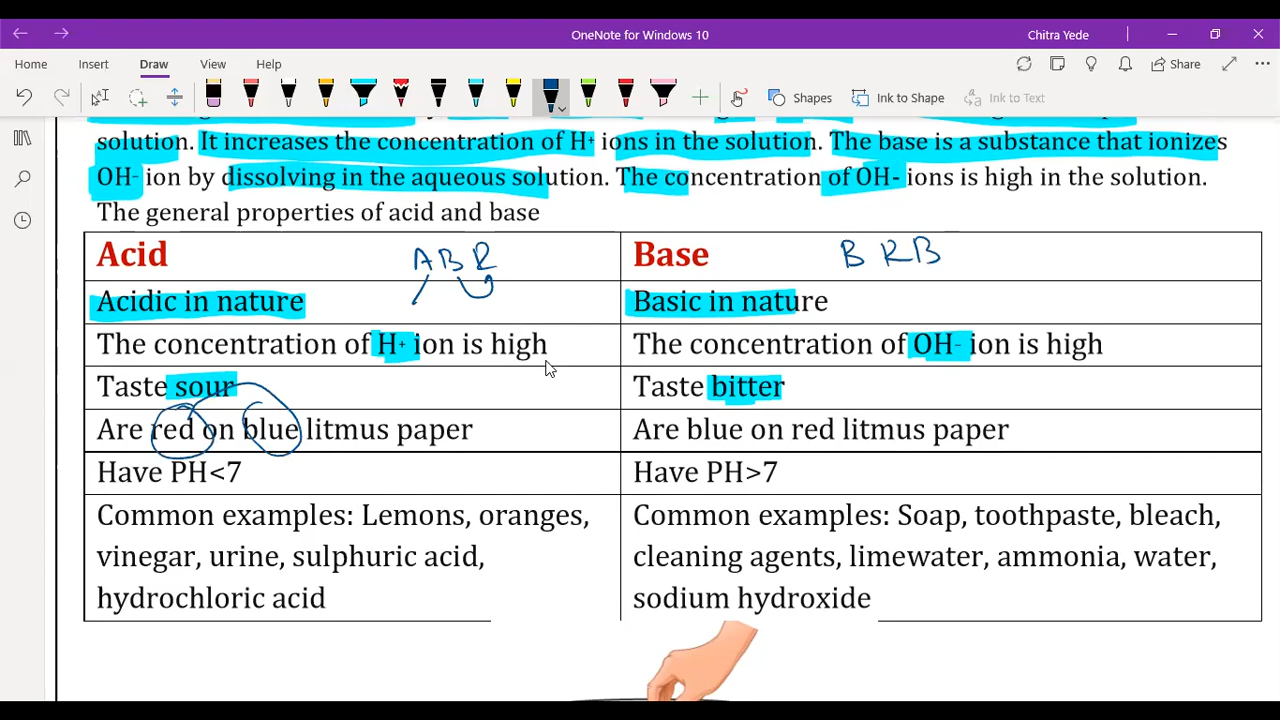 OneNote for Windows 10
Chitra Yede
Home Insert Draw View Help
Share
Shapes
Ink to Shape
Ink to Text
solution. It increases the concentration of H+ ions in the solution. The base is a substance that ionizes
OH- ion by dissolving in the aqueous solution. The concentration of OH- ions is high in the solution.
The general properties of acid and base
Acid A B R
Base B R B
Acidic in nature
Basic in nature
The concentration of H+ ion is high
The concentration of OH- ion is high
Taste sour
Taste bitter
Are red on blue litmus paper
Are blue on red litmus paper
Have PH<7
Have PH>7
Common examples: Lemons, oranges,
vinegar, urine, sulphuric acid,
hydrochloric acid
Common examples: Soap, toothpaste, bleach,
cleaning agents, limewater, ammonia, water,
sodium hydroxide